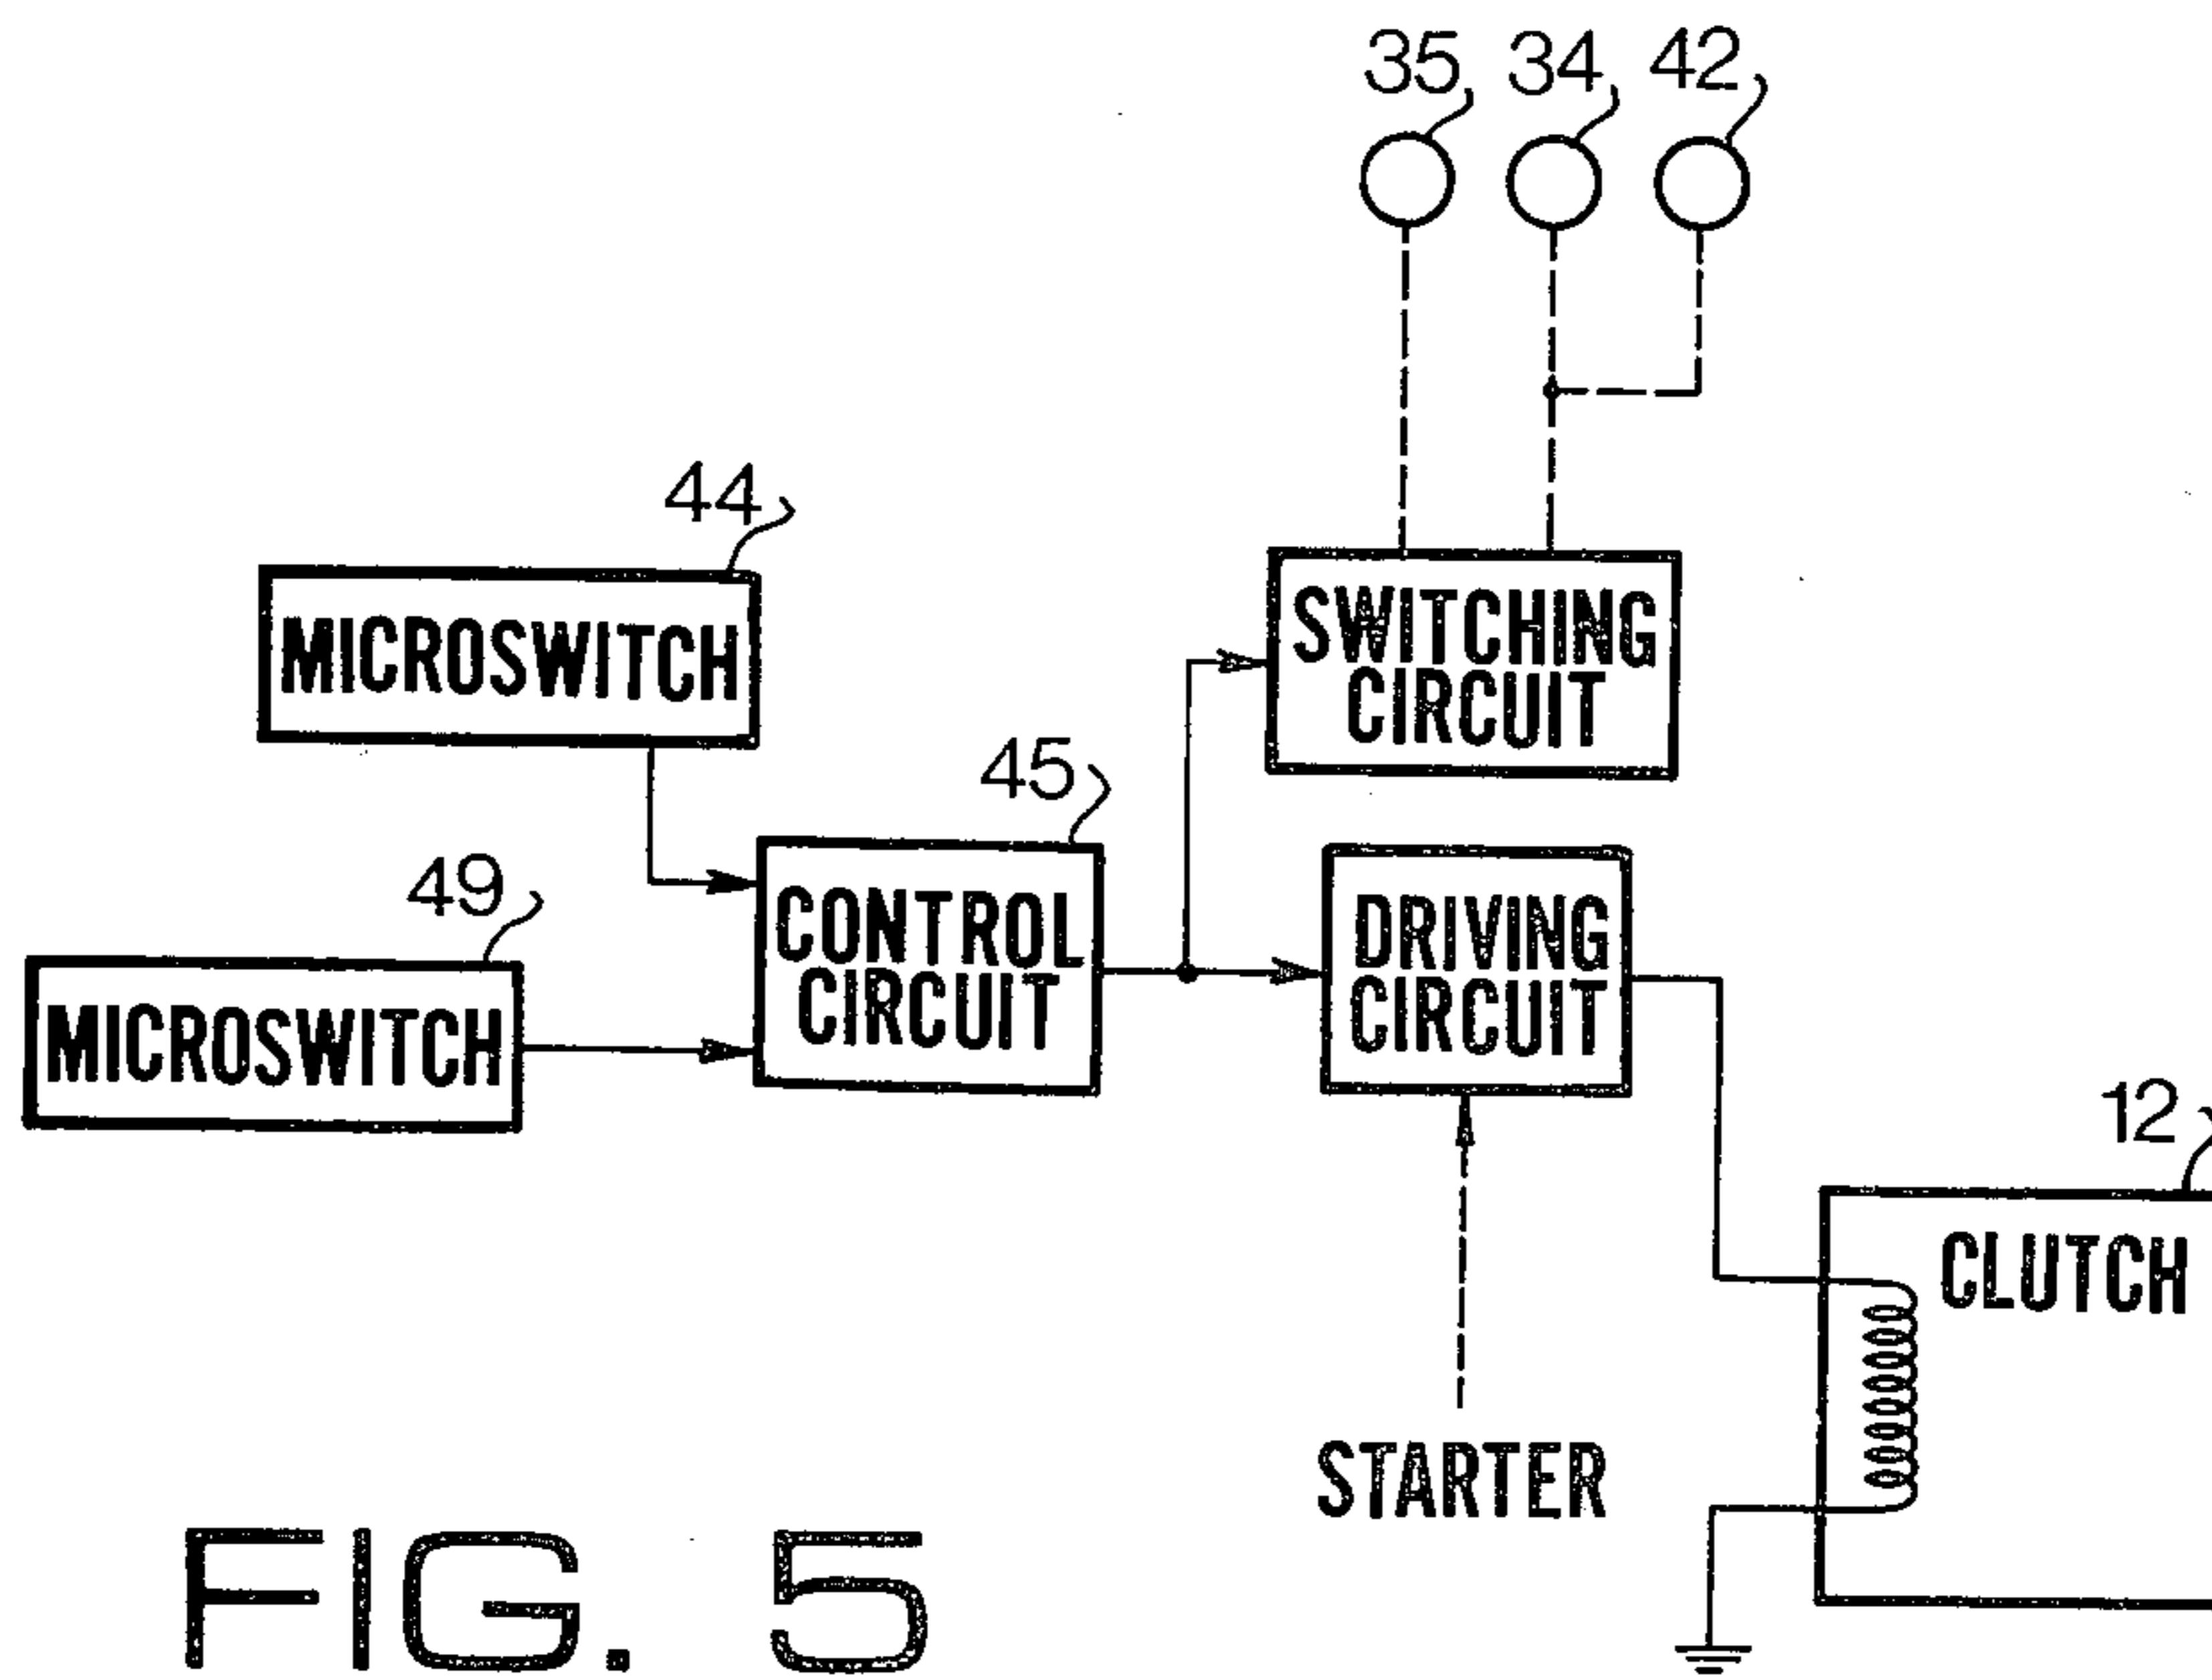 35 34 42
44
MICROSWITCH
SWITCHING
CIRCUIT
45
49
MICROSWITCH
CONTROL
CIRCUIT
DRIVING
CIRCUIT
12
CLUTCH
STARTER
FIG. 5